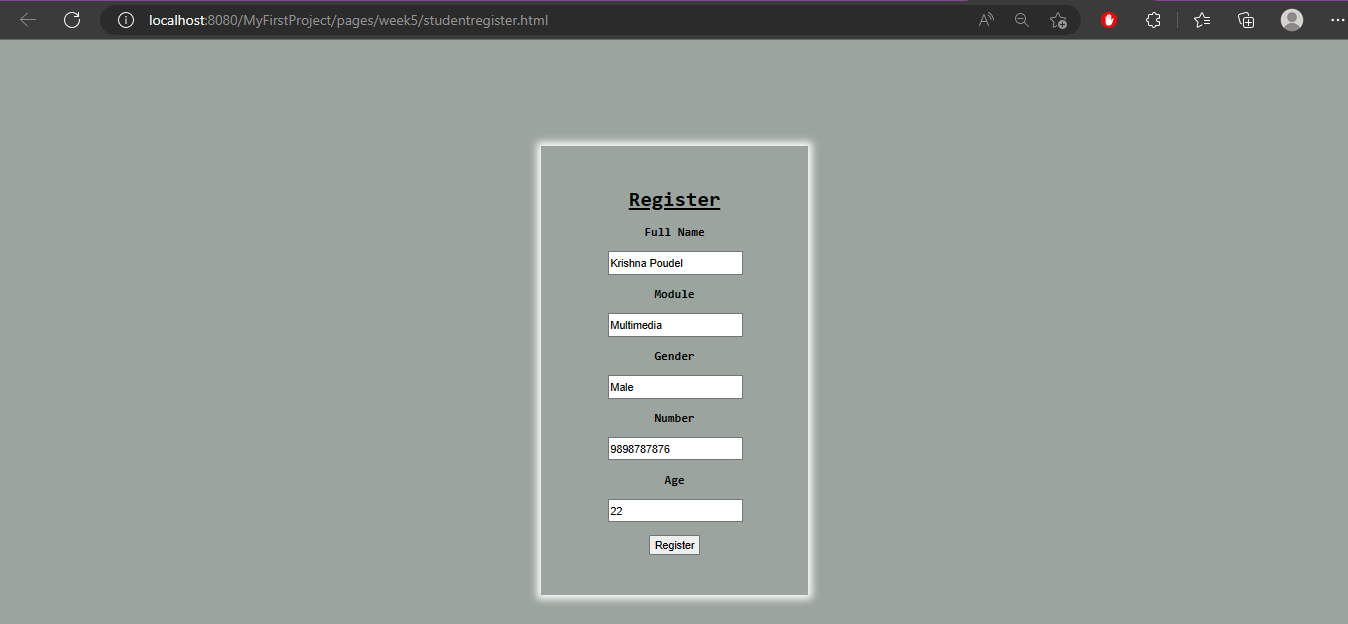 localhost:8080/MyFirstProject/pages/week5/studentregister.html
Register
Full Name
Krishna Poudel
Module
Multimedia
Gender
Male
Number
9898787876
Age
22
Register